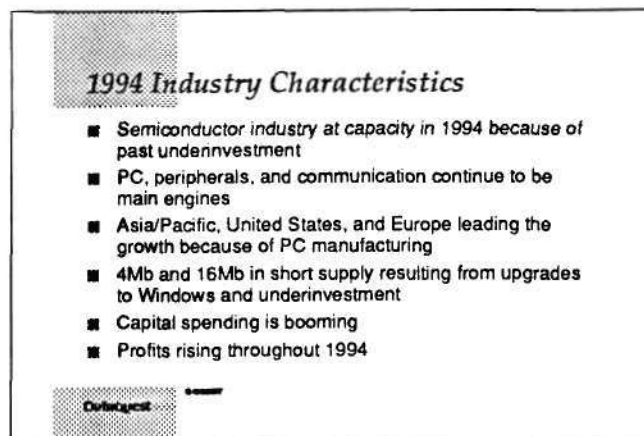 1994 Industry Characteristics
■ Semiconductor industry at capacity in 1994 because of
past underinvestment
■ PC, peripherals, and communication continue to be
main engines
■ Asia/Pacific, United States, and Europe leading the
growth because of PC manufacturing
■ 4Mb and 16Mb in short supply resulting from upgrades
to Windows and underinvestment
■ Capital spending is booming
■ Profits rising throughout 1994
Dataquest